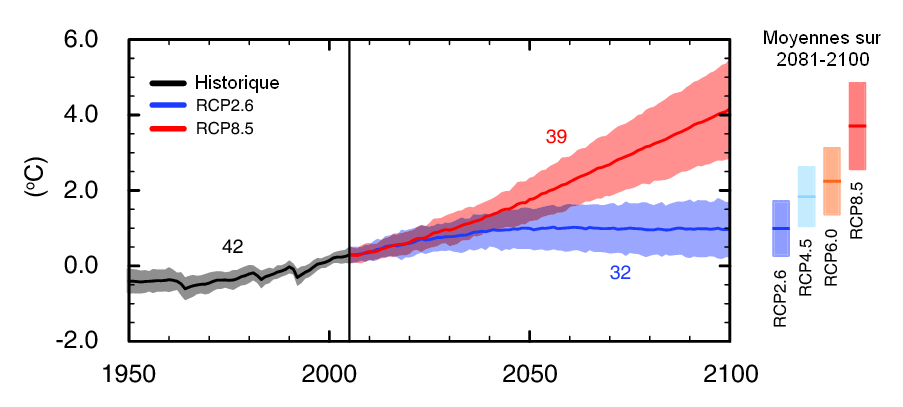 6.0
4.0
2.0
0.0
-2.0
(°C)
Historique
RCP2.6
RCP8.5
42
39
32
1950
2000
2050
2100
Moyennes sur
2081-2100
RCP2.6
RCP4.5
RCP6.0
RCP8.5